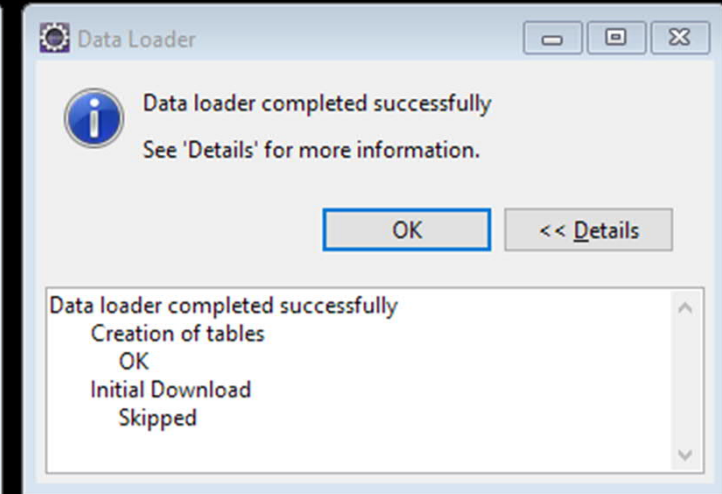 Data Loader
Data loader completed successfully
See 'Details' for more information.
OK
<< Details
Data loader completed successfully
Creation of tables
OK
Initial Download
Skipped